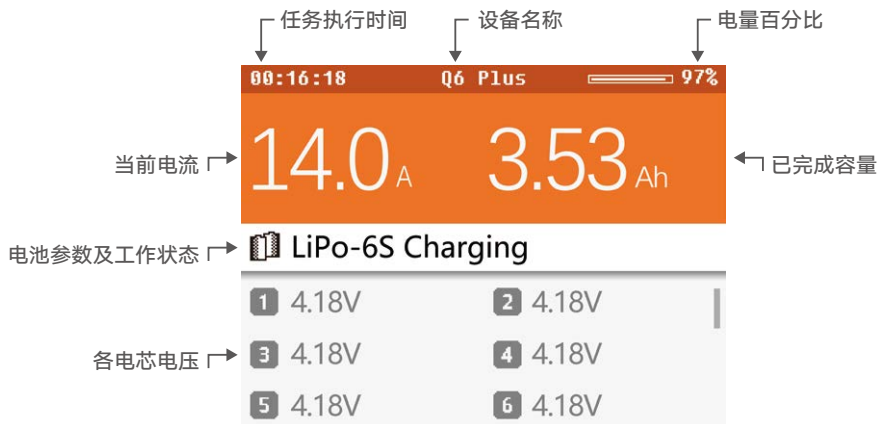 任务执行时间 设备名称 电量百分比
00:16:18 Q6 Plus 97%
当前电流 14.0 A 3.53 Ah 已完成容量
电池参数及工作状态 LiPo-6S Charging
1 4.18V 2 4.18V
各电芯电压 3 4.18V 4 4.18V
5 4.18V 6 4.18V